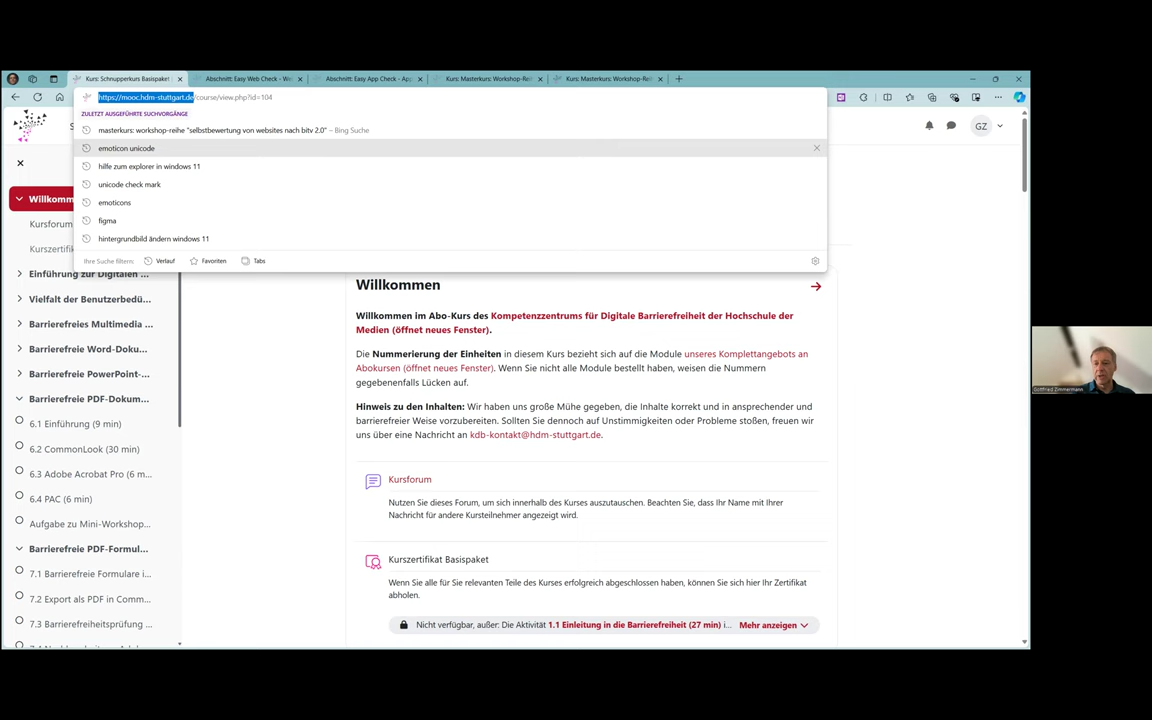 Kurs: Schnupperkurs Basispaket
Abschnitt: Easy Web Check - We
Abschnitt: Easy App Check - App
Kurs: Masterkurs: Workshop-Reih
Kurs: Masterkurs: Workshop-Reih
https://mooc.hdm-stuttgart.de/course/view.php?id=104
ZULETZT AUSGEFÜHRTE SUCHVORGÄNGE
masterkurs: workshop-reihe "selbstbewertung von websites nach bitv 2.0" – Bing Suche
emoticon unicode
hilfe zum explorer in windows 11
unicode check mark
emoticons
figma
hintergrundbild ändern windows 11
Ihre Suche filtern:
Verlauf
Favoriten
Tabs
GZ
Willkomm
Kursforum
Kurszertifik
Einführung zur Digitalen ...
Vielfalt der Benutzerbedü...
Barrierefreies Multimedia ...
Barrierefreie Word-Doku...
Barrierefreie PowerPoint-...
Barrierefreie PDF-Dokum...
6.1 Einführung (9 min)
6.2 CommonLook (30 min)
6.3 Adobe Acrobat Pro (6 m...
6.4 PAC (6 min)
Aufgabe zu Mini-Workshop...
Barrierefreie PDF-Formul...
7.1 Barrierefreie Formulare i...
7.2 Export als PDF in Comm...
7.3 Barrierefreiheitsprüfung ...
Willkommen
Willkommen im Abo-Kurs des Kompetenzzentrums für Digitale Barrierefreiheit der Hochschule der
Medien (öffnet neues Fenster).
Die Nummerierung der Einheiten in diesem Kurs bezieht sich auf die Module unseres Komplettangebots an
Abokursen (öffnet neues Fenster). Wenn Sie nicht alle Module bestellt haben, weisen die Nummern
gegebenenfalls Lücken auf.
Hinweis zu den Inhalten: Wir haben uns große Mühe gegeben, die Inhalte korrekt und in ansprechender und
barrierefreier Weise vorzubereiten. Sollten Sie dennoch auf Unstimmigkeiten oder Probleme stoßen, freuen wir
uns über eine Nachricht an kdb-kontakt@hdm-stuttgart.de.
Kursforum
Nutzen Sie dieses Forum, um sich innerhalb des Kurses auszutauschen. Beachten Sie, dass Ihr Name mit Ihrer
Nachricht für andere Kursteilnehmer angezeigt wird.
Kurszertifikat Basispaket
Wenn Sie alle für Sie relevanten Teile des Kurses erfolgreich abgeschlossen haben, können Sie sich hier Ihr Zertifikat
abholen.
Nicht verfügbar, außer: Die Aktivität 1.1 Einleitung in die Barrierefreiheit (27 min) i... Mehr anzeigen
Gottfried Zimmermann